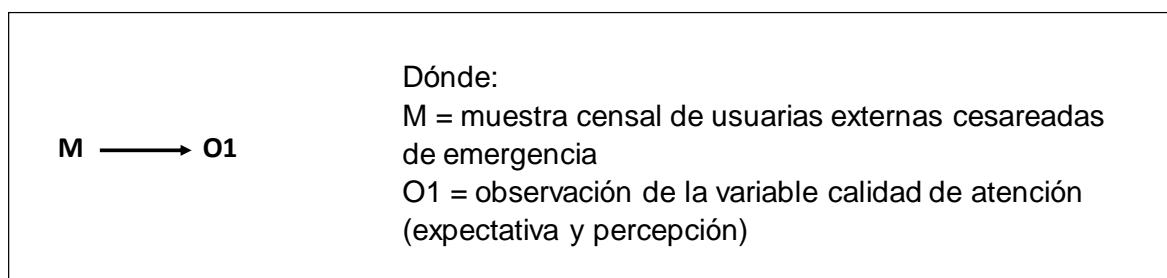 Dónde:
M = muestra censal de usuarias externas cesareadas
de emergencia
M → O1
O1 = observación de la variable calidad de atención
(expectativa y percepción)